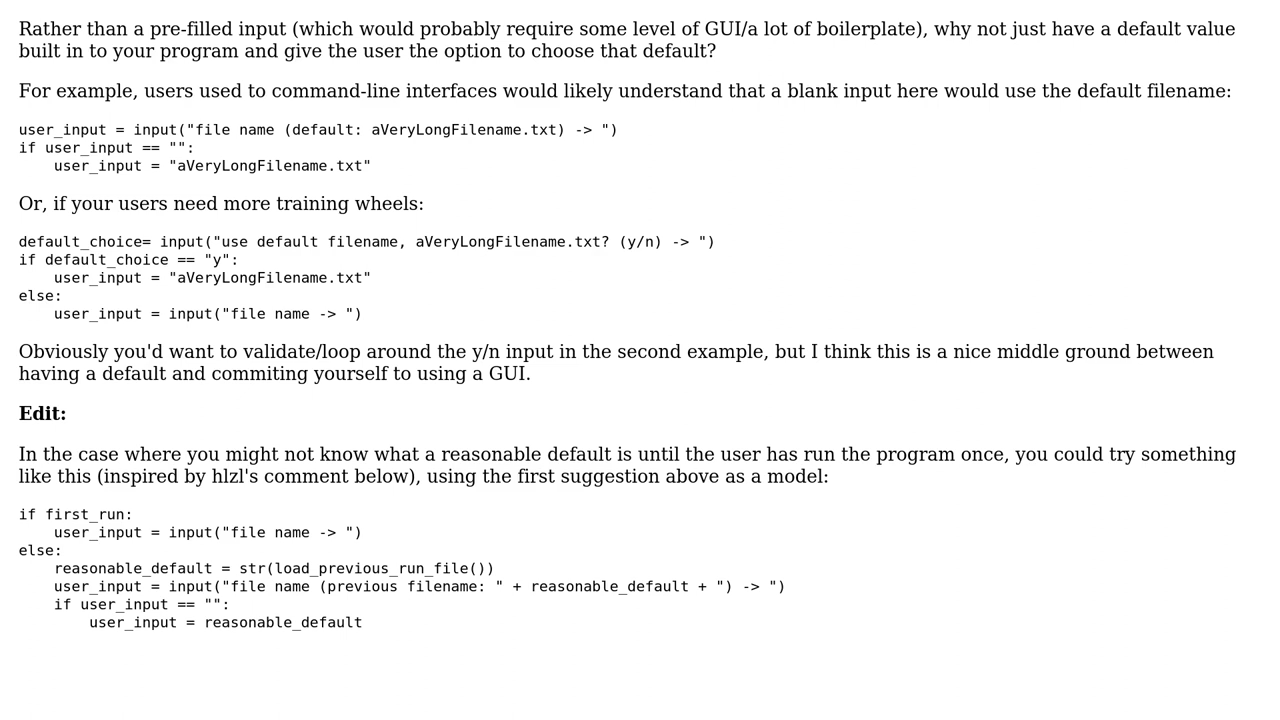 Rather than a pre-filled input (which would probably require some level of GUI/a lot of boilerplate), why not just have a default value
built in to your program and give the user the option to choose that default?
For example, users used to command-line interfaces would likely understand that a blank input here would use the default filename:
user_input = input("file name (default: aVeryLongFilename.txt) -> ")
if user_input == "":
    user_input = "aVeryLongFilename.txt"
Or, if your users need more training wheels:
default_choice= input("use default filename, aVeryLongFilename.txt? (y/n) -> ")
if default_choice == "y":
    user_input = "aVeryLongFilename.txt"
else:
    user_input = input("file name -> ")
Obviously you'd want to validate/loop around the y/n input in the second example, but I think this is a nice middle ground between
having a default and commiting yourself to using a GUI.
Edit:
In the case where you might not know what a reasonable default is until the user has run the program once, you could try something
like this (inspired by hlzl's comment below), using the first suggestion above as a model:
if first_run:
    user_input = input("file name -> ")
else:
    reasonable_default = str(load_previous_run_file())
    user_input = input("file name (previous filename: " + reasonable_default + ") -> ")
    if user_input == "":
        user_input = reasonable_default